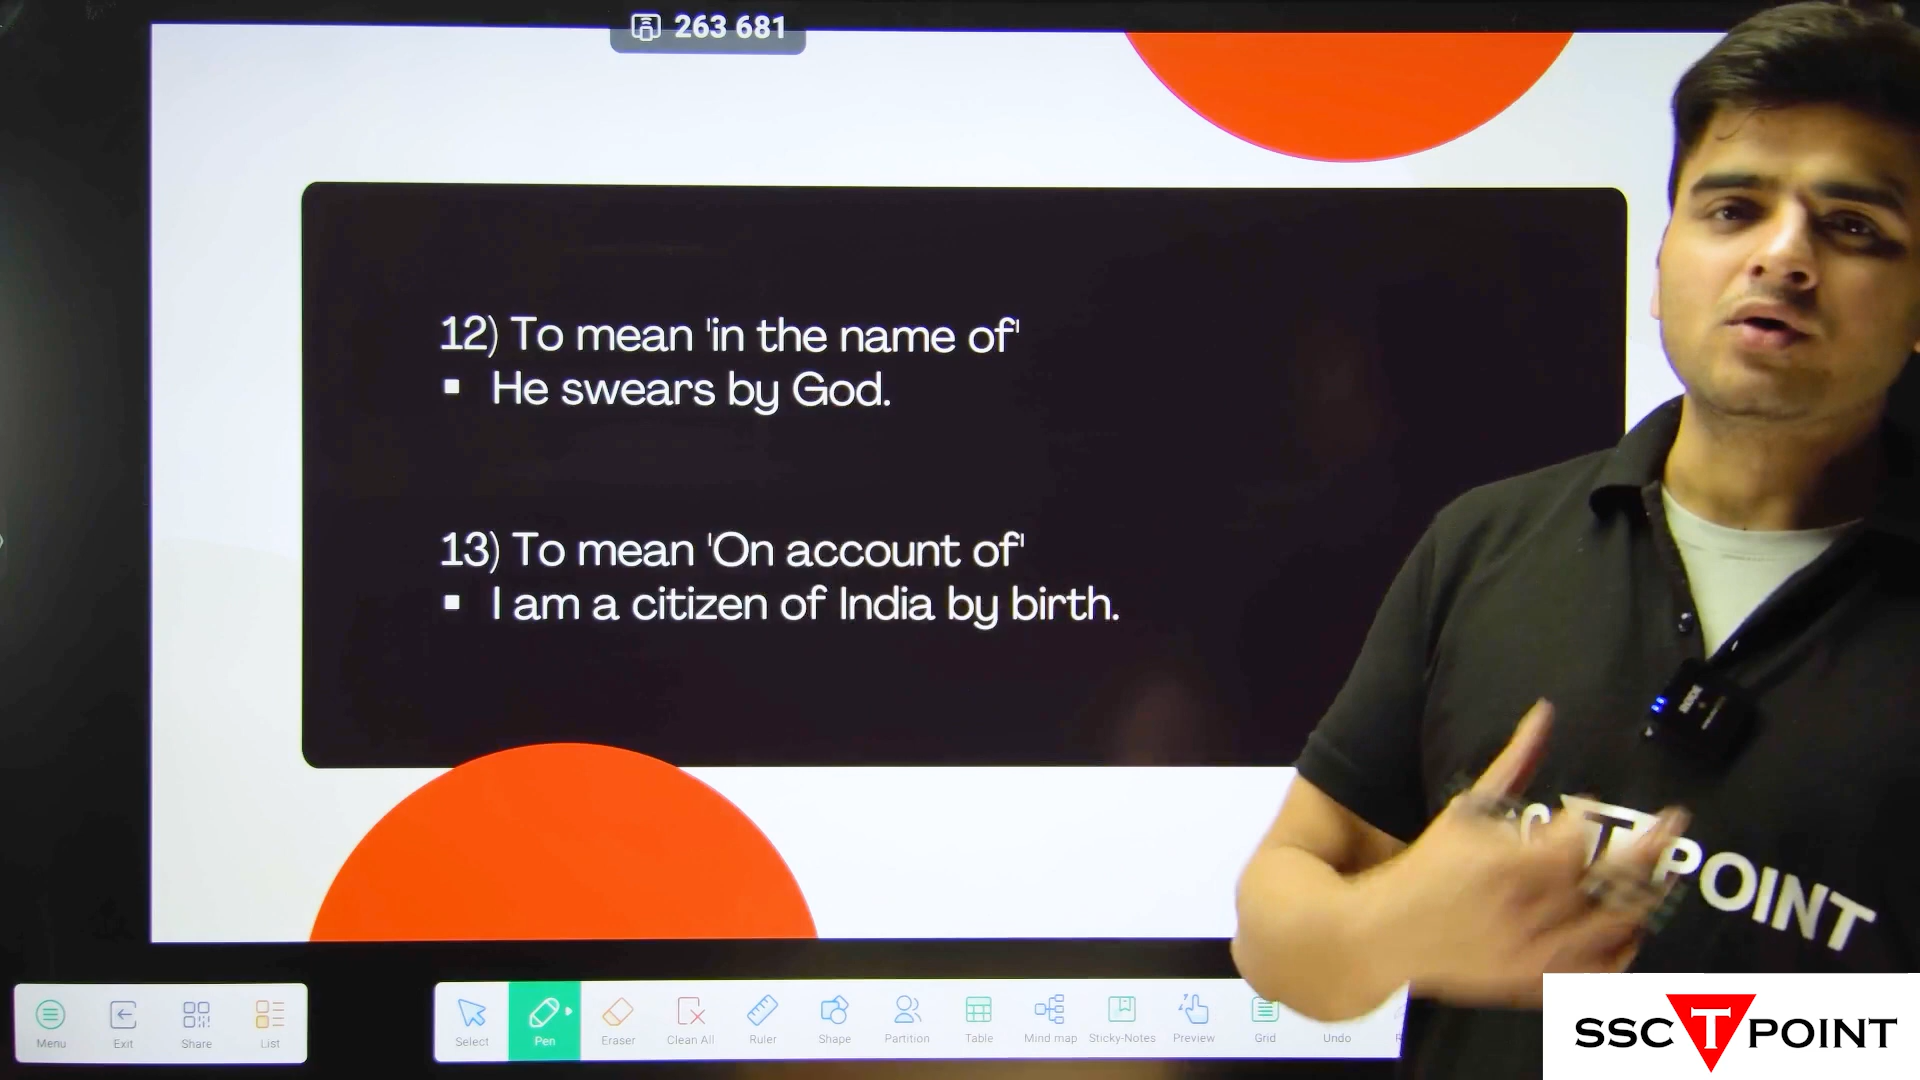 263 681
12) To mean 'in the name of'
▪ He swears by God.
13) To mean 'On account of'
▪ I am a citizen of India by birth.
POINT
Menu Exit Share List
Select Pen Eraser Clean All Ruler Shape Partition Table Mind map Sticky-Notes Preview Grid Undo
SSC T POINT